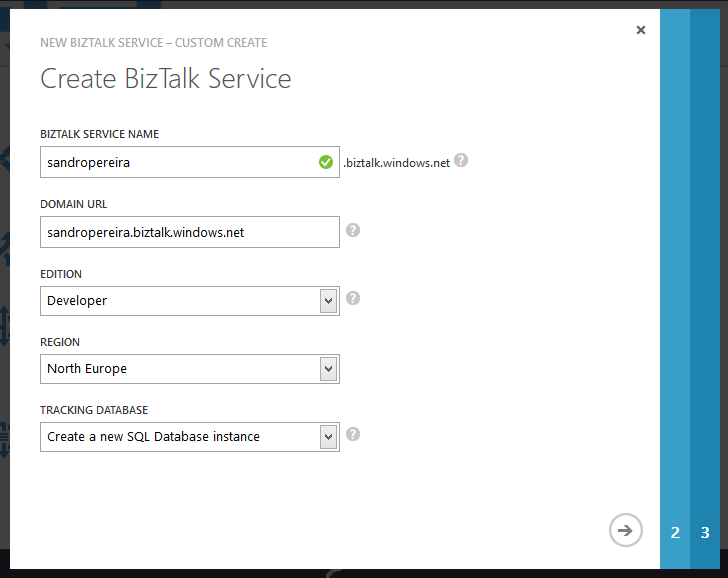 NEW BIZTALK SERVICE – CUSTOM CREATE
Create BizTalk Service
BIZTALK SERVICE NAME
sandropereira .biztalk.windows.net ?
DOMAIN URL
sandropereira.biztalk.windows.net ?
EDITION
Developer ?
REGION
North Europe
TRACKING DATABASE
Create a new SQL Database instance ?
2 3